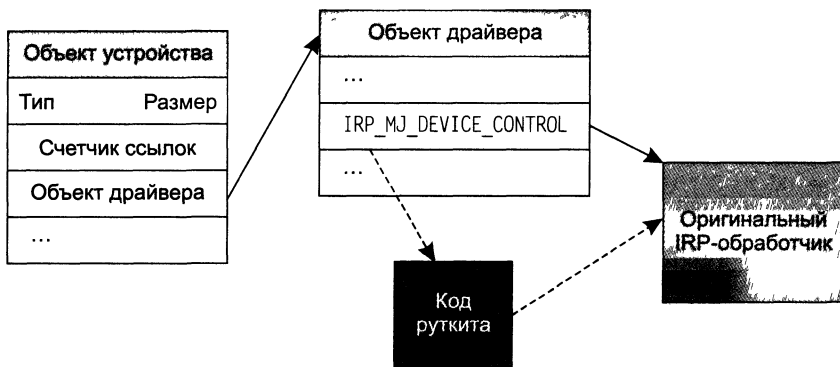 Объект устройства
Тип Размер
Счетчик ссылок
Объект драйвера
...
Объект драйвера
...
IRP_MJ_DEVICE_CONTROL
...
Код
руткита
Оригинальный
IRP-обработчик